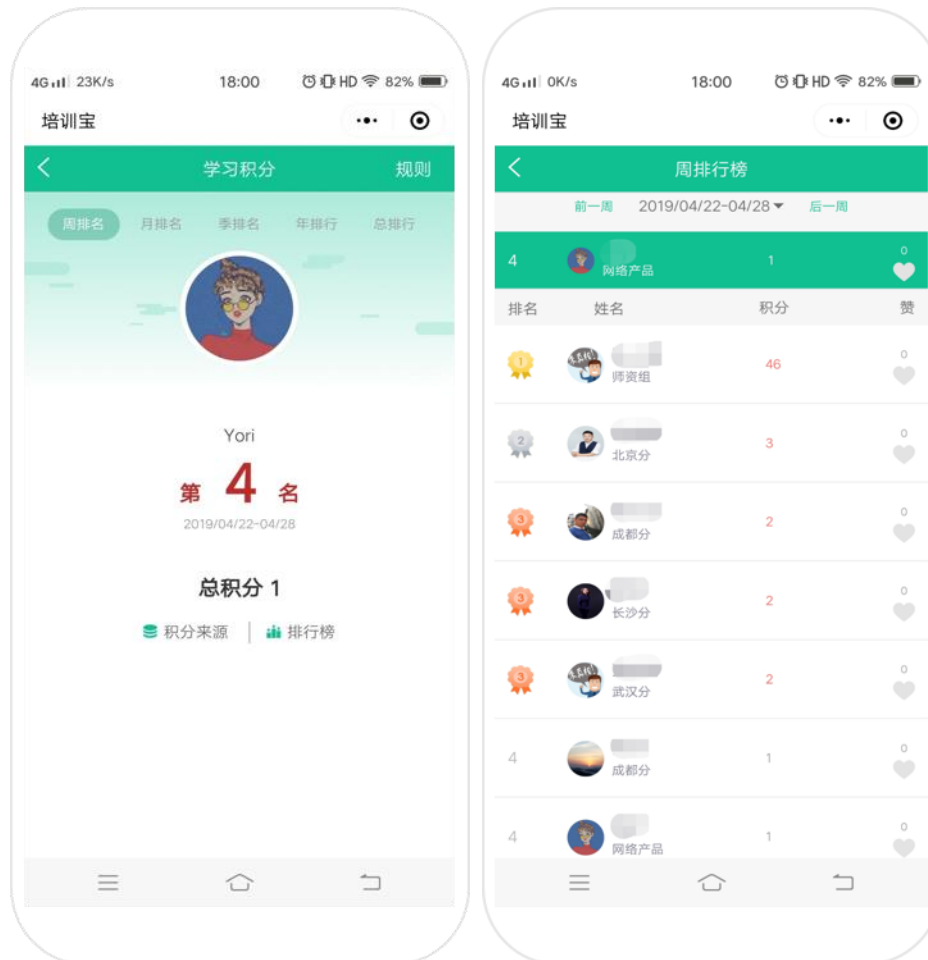 4G 23K/s 18:00 HD 82%
培训宝
学习积分 规则
周排名 月排名 季排名 年排行 总排行
Yori
第 4 名
2019/04/22-04/28
总积分 1
积分来源 排行榜
4G 0K/s 18:00 HD 82%
培训宝
周排行榜
前一周 2019/04/22-04/28 后一周
4 网络产品 1 0
排名 姓名 积分 赞
1 师资组 46 0
2 北京分 3 0
3 成都分 2 0
3 长沙分 2 0
3 武汉分 2 0
4 成都分 1 0
4 网络产品 1 0